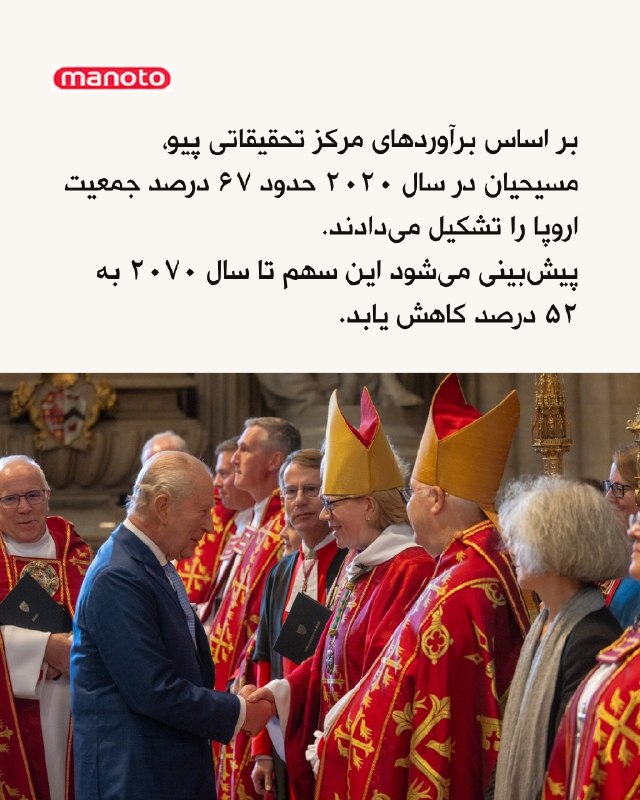 manoto
بر اساس برآوردهای مرکز تحقیقاتی پیو،
مسیحیان در سال ۲۰۲۰ حدود ۶۷ درصد جمعیت
اروپا را تشکیل می‌دادند.
پیش‌بینی می‌شود این سهم تا سال ۲۰۷۰ به
۵۲ درصد کاهش یابد.